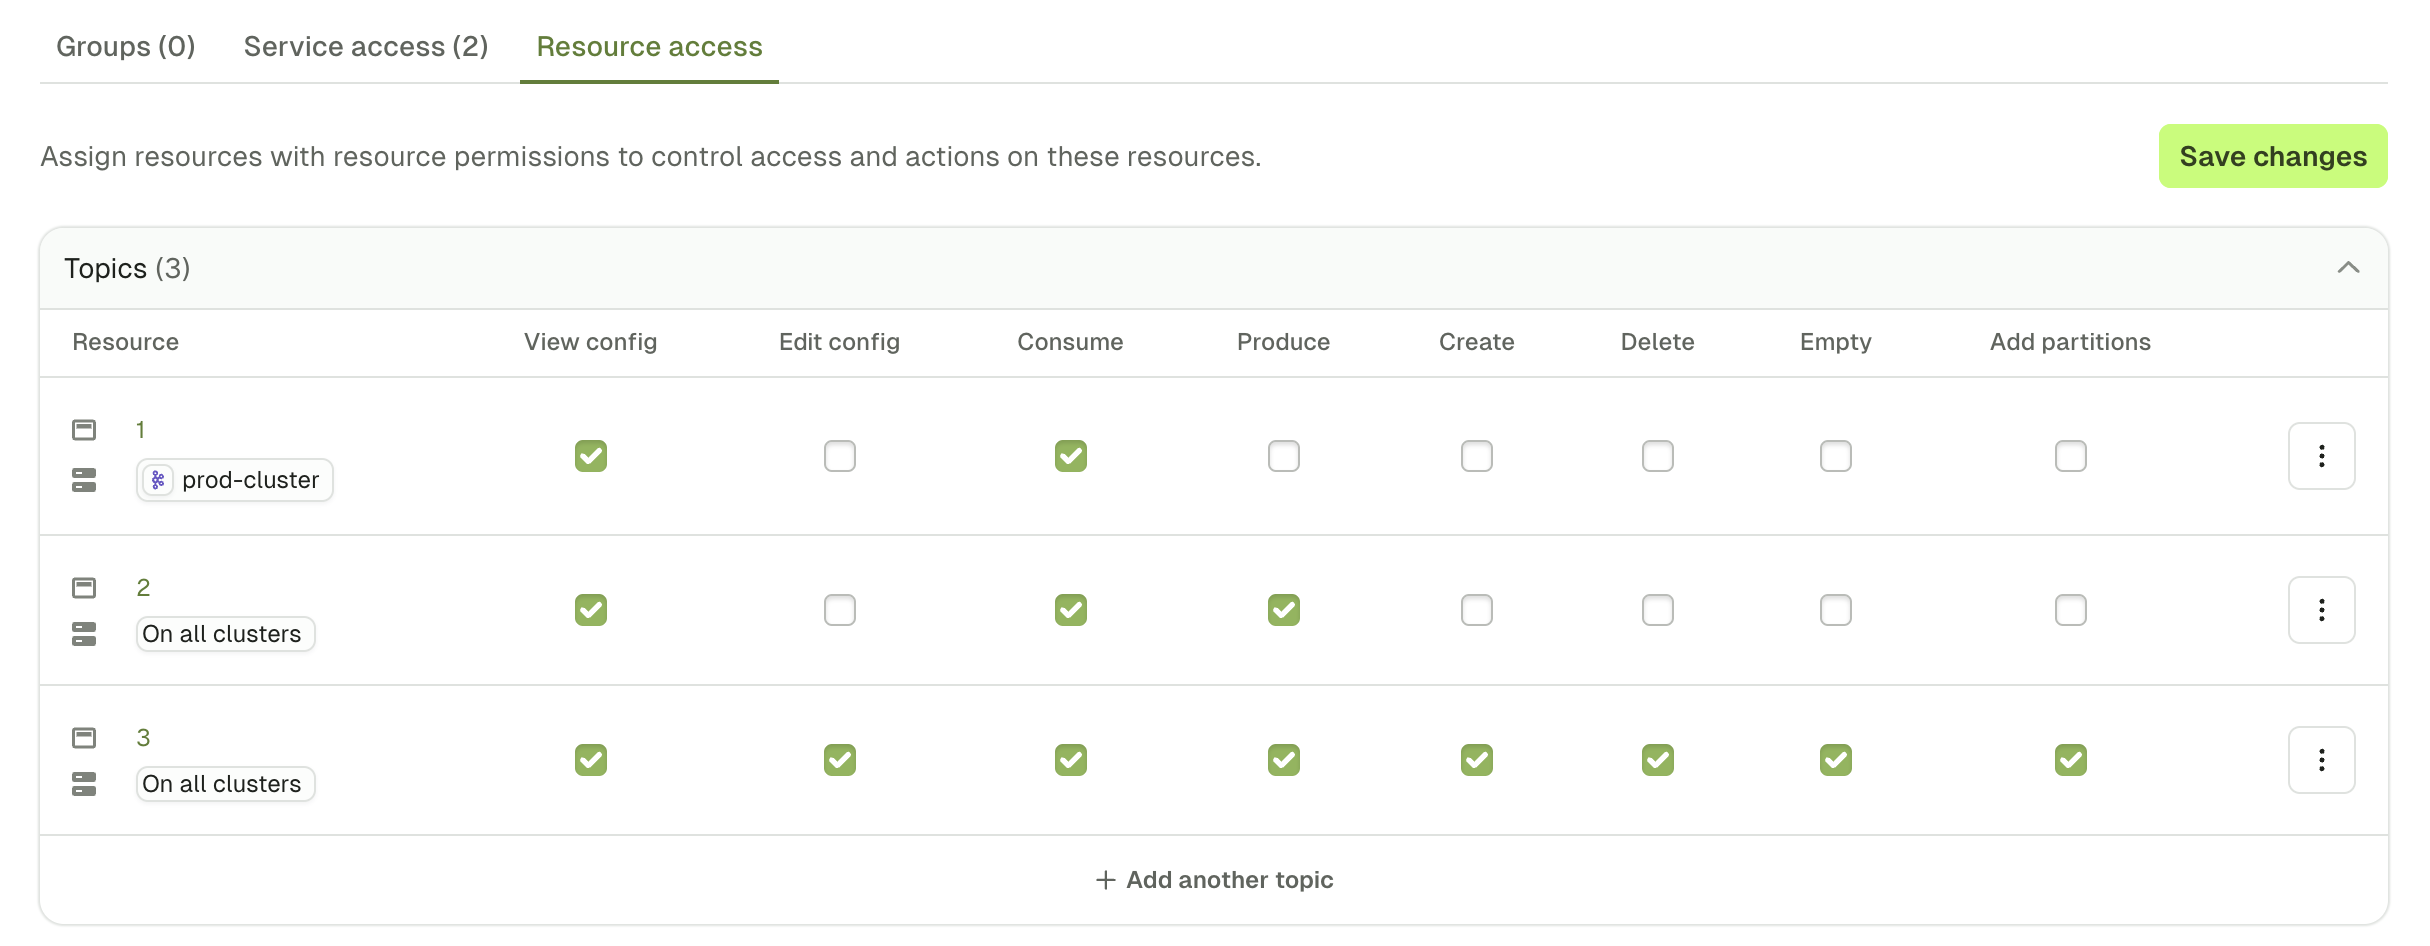 Groups (0) Service access (2) Resource access
Assign resources with resource permissions to control access and actions on these resources.
Save changes
Topics (3)
Resource View config Edit config Consume Produce Create Delete Empty Add partitions
1
prod-cluster
2
On all clusters
3
On all clusters
+ Add another topic